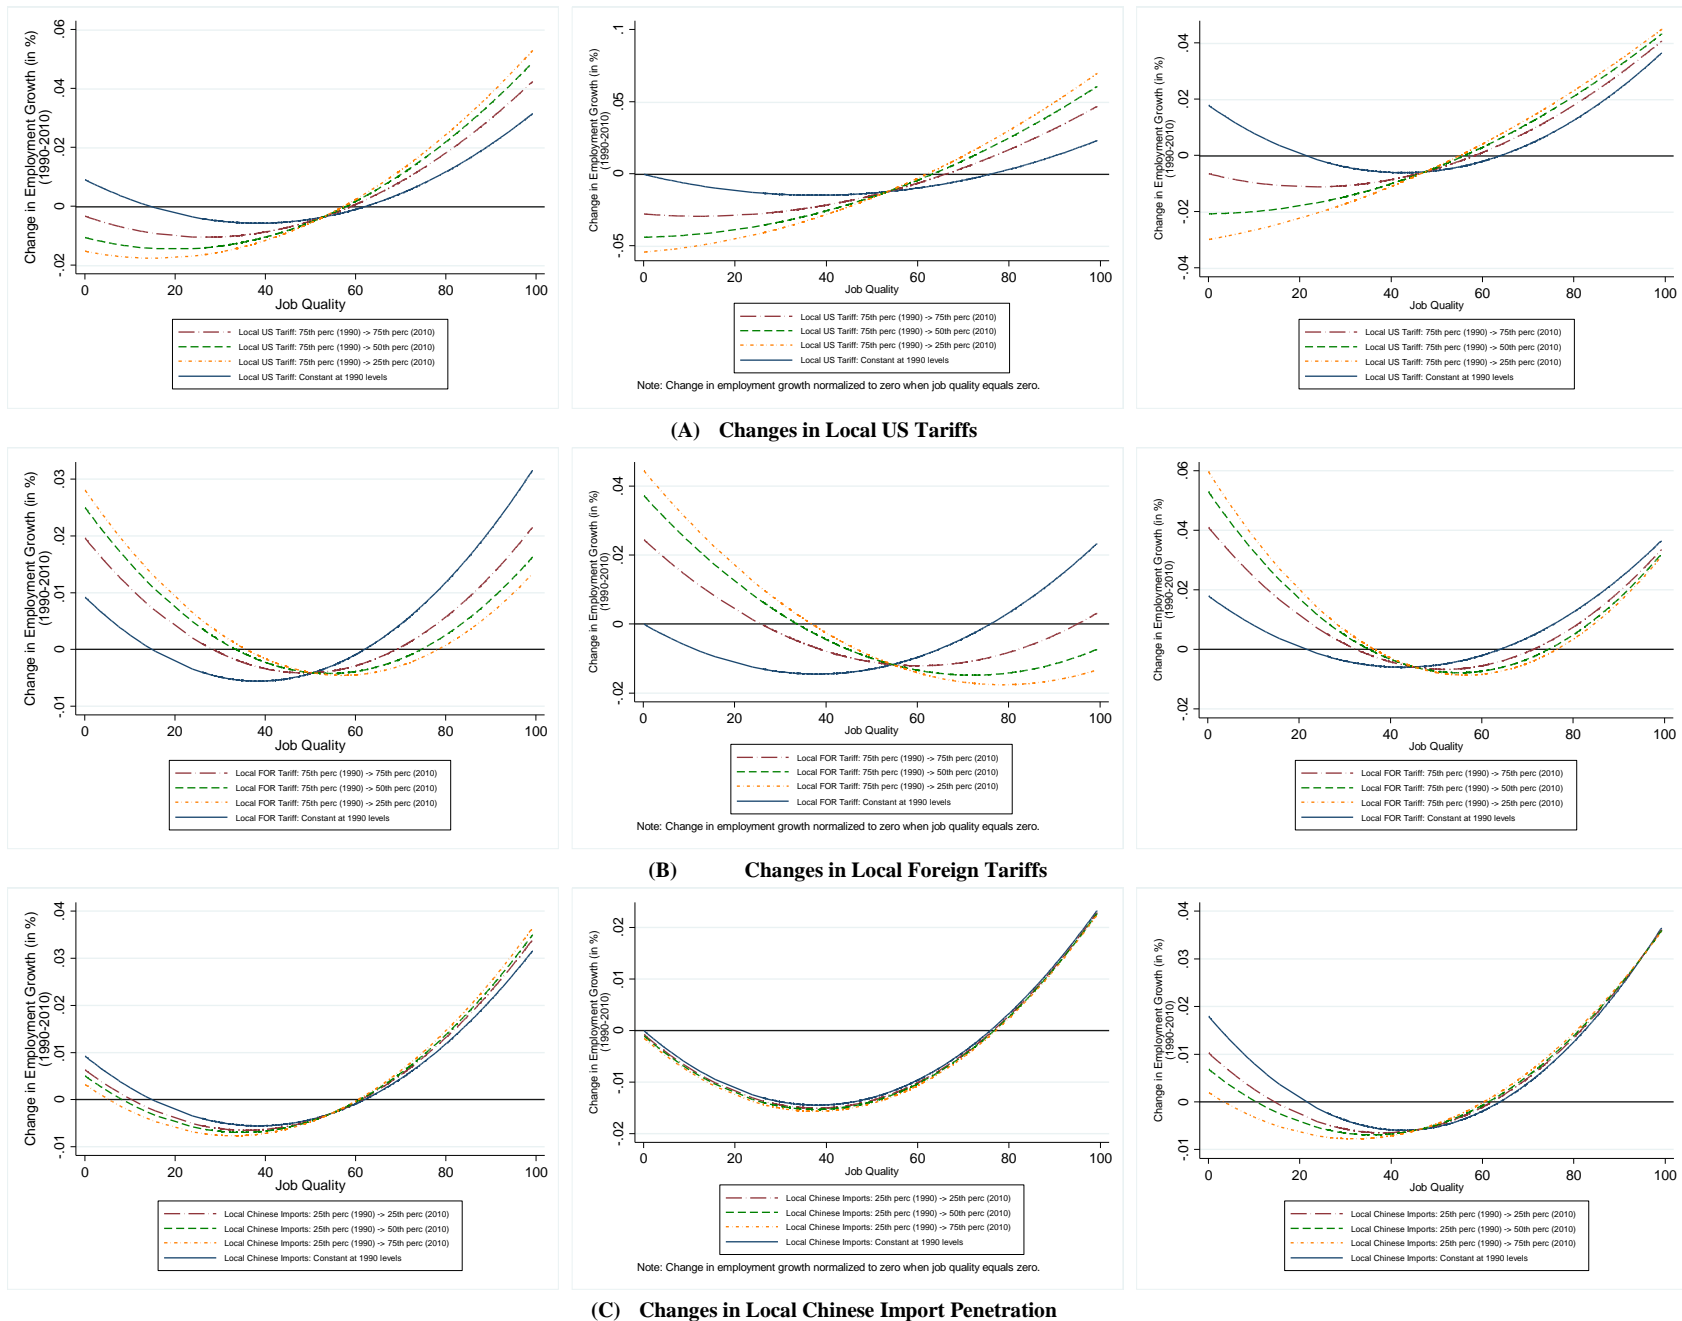 Change in Employment Growth (in %)
(1990-2010)
.06
.04
.02
0
-.02
0 20 40 60 80 100
Job Quality
Local US Tariff: 75th perc (1990) -> 75th perc (2010)
Local US Tariff: 75th perc (1990) -> 50th perc (2010)
Local US Tariff: 75th perc (1990) -> 25th perc (2010)
Local US Tariff: Constant at 1990 levels
Change in Employment Growth (in %)
(1990-2010)
.1
.05
0
-.05
0 20 40 60 80 100
Job Quality
Local US Tariff: 75th perc (1990) -> 75th perc (2010)
Local US Tariff: 75th perc (1990) -> 50th perc (2010)
Local US Tariff: 75th perc (1990) -> 25th perc (2010)
Local US Tariff: Constant at 1990 levels
Note: Change in employment growth normalized to zero when job quality equals zero.
Change in Employment Growth (in %)
(1990-2010)
.04
.02
0
-.02
-.04
0 20 40 60 80 100
Job Quality
Local US Tariff: 75th perc (1990) -> 75th perc (2010)
Local US Tariff: 75th perc (1990) -> 50th perc (2010)
Local US Tariff: 75th perc (1990) -> 25th perc (2010)
Local US Tariff: Constant at 1990 levels
(A) Changes in Local US Tariffs
Change in Employment Growth (in %)
(1990-2010)
.03
.02
.01
0
-.01
0 20 40 60 80 100
Job Quality
Local FOR Tariff: 75th perc (1990) -> 75th perc (2010)
Local FOR Tariff: 75th perc (1990) -> 50th perc (2010)
Local FOR Tariff: 75th perc (1990) -> 25th perc (2010)
Local FOR Tariff: Constant at 1990 levels
Change in Employment Growth (in %)
(1990-2010)
.04
.02
0
-.02
0 20 40 60 80 100
Job Quality
Local FOR Tariff: 75th perc (1990) -> 75th perc (2010)
Local FOR Tariff: 75th perc (1990) -> 50th perc (2010)
Local FOR Tariff: 75th perc (1990) -> 25th perc (2010)
Local FOR Tariff: Constant at 1990 levels
Note: Change in employment growth normalized to zero when job quality equals zero.
Change in Employment Growth (in %)
(1990-2010)
.06
.04
.02
0
-.02
0 20 40 60 80 100
Job Quality
Local FOR Tariff: 75th perc (1990) -> 75th perc (2010)
Local FOR Tariff: 75th perc (1990) -> 50th perc (2010)
Local FOR Tariff: 75th perc (1990) -> 25th perc (2010)
Local FOR Tariff: Constant at 1990 levels
(B) Changes in Local Foreign Tariffs
Change in Employment Growth (in %)
(1990-2010)
.04
.03
.02
.01
0
-.01
0 20 40 60 80 100
Job Quality
Local Chinese Imports: 25th perc (1990) -> 25th perc (2010)
Local Chinese Imports: 25th perc (1990) -> 50th perc (2010)
Local Chinese Imports: 25th perc (1990) -> 75th perc (2010)
Local Chinese Imports: Constant at 1990 levels
Change in Employment Growth (in %)
(1990-2010)
.02
.01
0
-.01
-.02
0 20 40 60 80 100
Job Quality
Local Chinese Imports: 25th perc (1990) -> 25th perc (2010)
Local Chinese Imports: 25th perc (1990) -> 50th perc (2010)
Local Chinese Imports: 25th perc (1990) -> 75th perc (2010)
Local Chinese Imports: Constant at 1990 levels
Note: Change in employment growth normalized to zero when job quality equals zero.
Change in Employment Growth (in %)
(1990-2010)
.04
.03
.02
.01
0
-.01
0 20 40 60 80 100
Job Quality
Local Chinese Imports: 25th perc (1990) -> 25th perc (2010)
Local Chinese Imports: 25th perc (1990) -> 50th perc (2010)
Local Chinese Imports: 25th perc (1990) -> 75th perc (2010)
Local Chinese Imports: Constant at 1990 levels
(C) Changes in Local Chinese Import Penetration